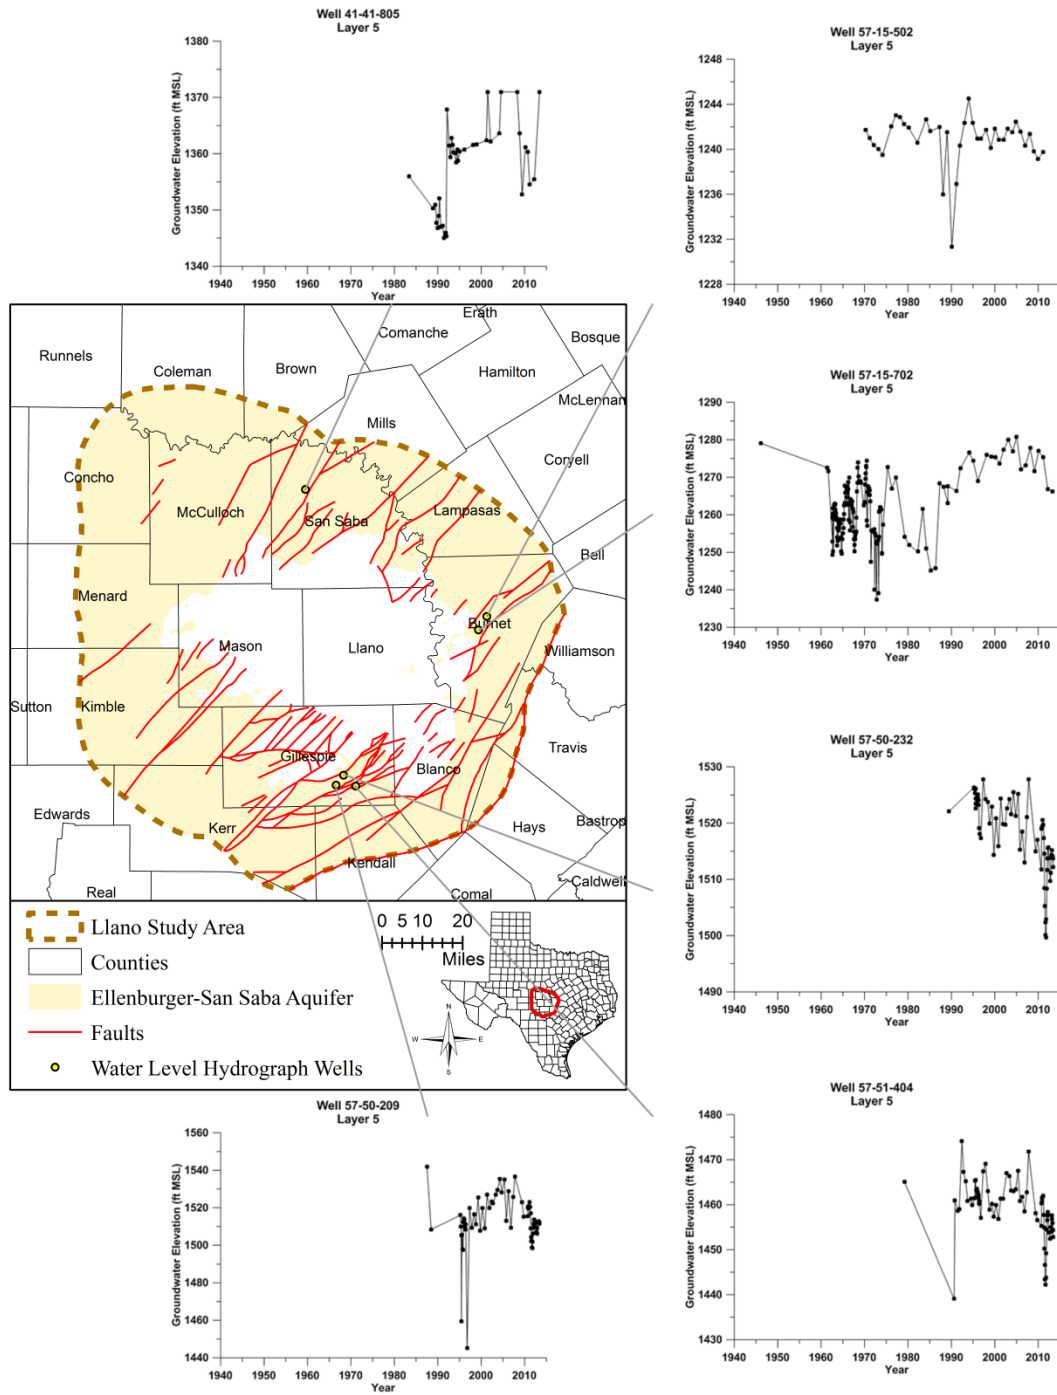 Well 41-41-805
Layer 5
Groundwater Elevation (ft MSL)
1380
1370
1360
1350
1340
1940 1950 1960 1970 1980 1990 2000 2010
Year
Well 57-15-502
Layer 5
Groundwater Elevation (ft MSL)
1248
1244
1240
1236
1232
1228
1940 1950 1960 1970 1980 1990 2000 2010
Year
Well 57-15-702
Layer 5
Groundwater Elevation (ft MSL)
1290
1280
1270
1260
1250
1240
1230
1940 1950 1960 1970 1980 1990 2000 2010
Year
Well 57-50-232
Layer 5
Groundwater Elevation (ft MSL)
1530
1520
1510
1500
1490
1940 1950 1960 1970 1980 1990 2000 2010
Year
Well 57-51-404
Layer 5
Groundwater Elevation (ft MSL)
1480
1470
1460
1450
1440
1430
1940 1950 1960 1970 1980 1990 2000 2010
Year
Well 57-50-209
Layer 5
Groundwater Elevation (ft MSL)
1560
1540
1520
1500
1480
1460
1440
1940 1950 1960 1970 1980 1990 2000 2010
Year
Erath
Comanche
Bosque
Runnels
Coleman
Brown
Hamilton
McLennan
Mills
Coryell
Concho
McCulloch
San Saba
Lampasas
Bell
Menard
Burnet
Mason
Llano
Williamson
Sutton
Kimble
Travis
Gillespie
Blanco
Edwards
Kerr
Hays
Bastrop
Kendall
Real
Comal
Caldwell
Llano Study Area
Counties
Ellenburger-San Saba Aquifer
Faults
Water Level Hydrograph Wells
0 5 10 20
Miles
N
W E
S